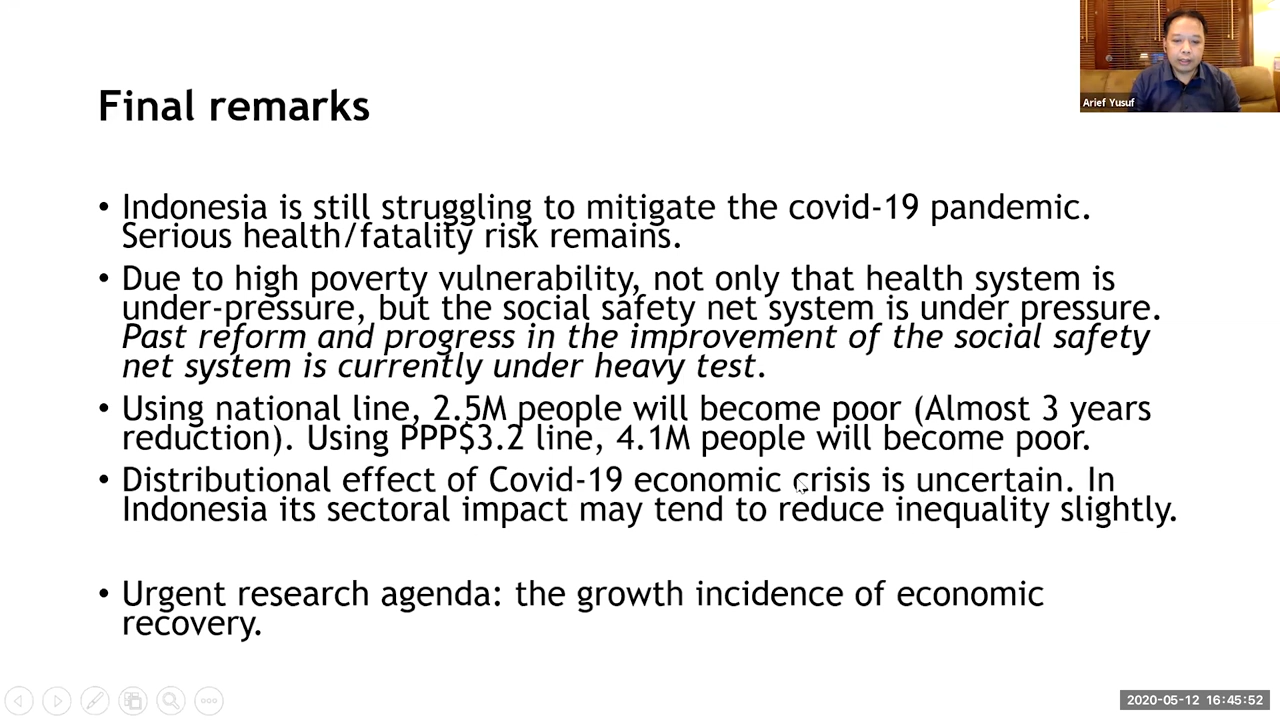 Arief Yusuf
Final remarks
• Indonesia is still struggling to mitigate the covid-19 pandemic.
Serious health/fatality risk remains.
• Due to high poverty vulnerability, not only that health system is
under-pressure, but the social safety net system is under pressure.
Past reform and progress in the improvement of the social safety
net system is currently under heavy test.
• Using national line, 2.5M people will become poor (Almost 3 years
reduction). Using PPP$3.2 line, 4.1M people will become poor.
• Distributional effect of Covid-19 economic crisis is uncertain. In
Indonesia its sectoral impact may tend to reduce inequality slightly.
• Urgent research agenda: the growth incidence of economic
recovery.
2020-05-12 16:45:52